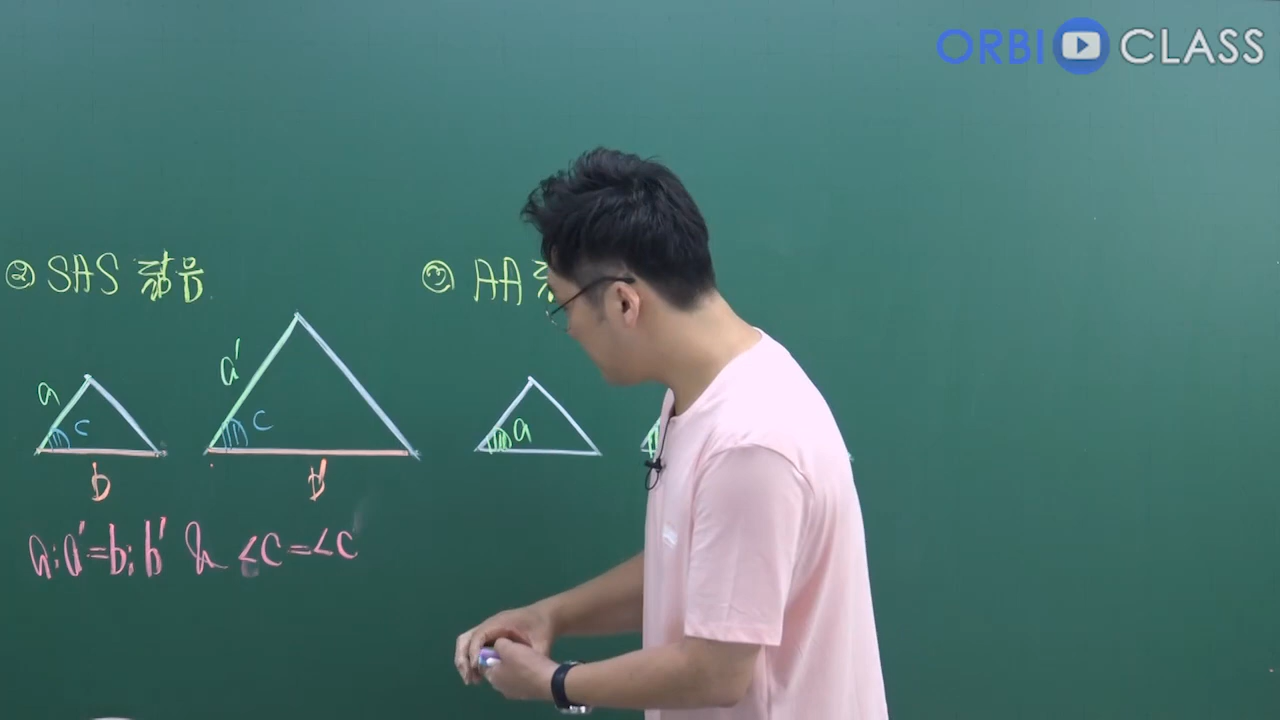 ORBI CLASS
② SAS 닮음
③ AA
a
c
b
a'
c
b'
a
a:a'=b:b' & <c=<c'